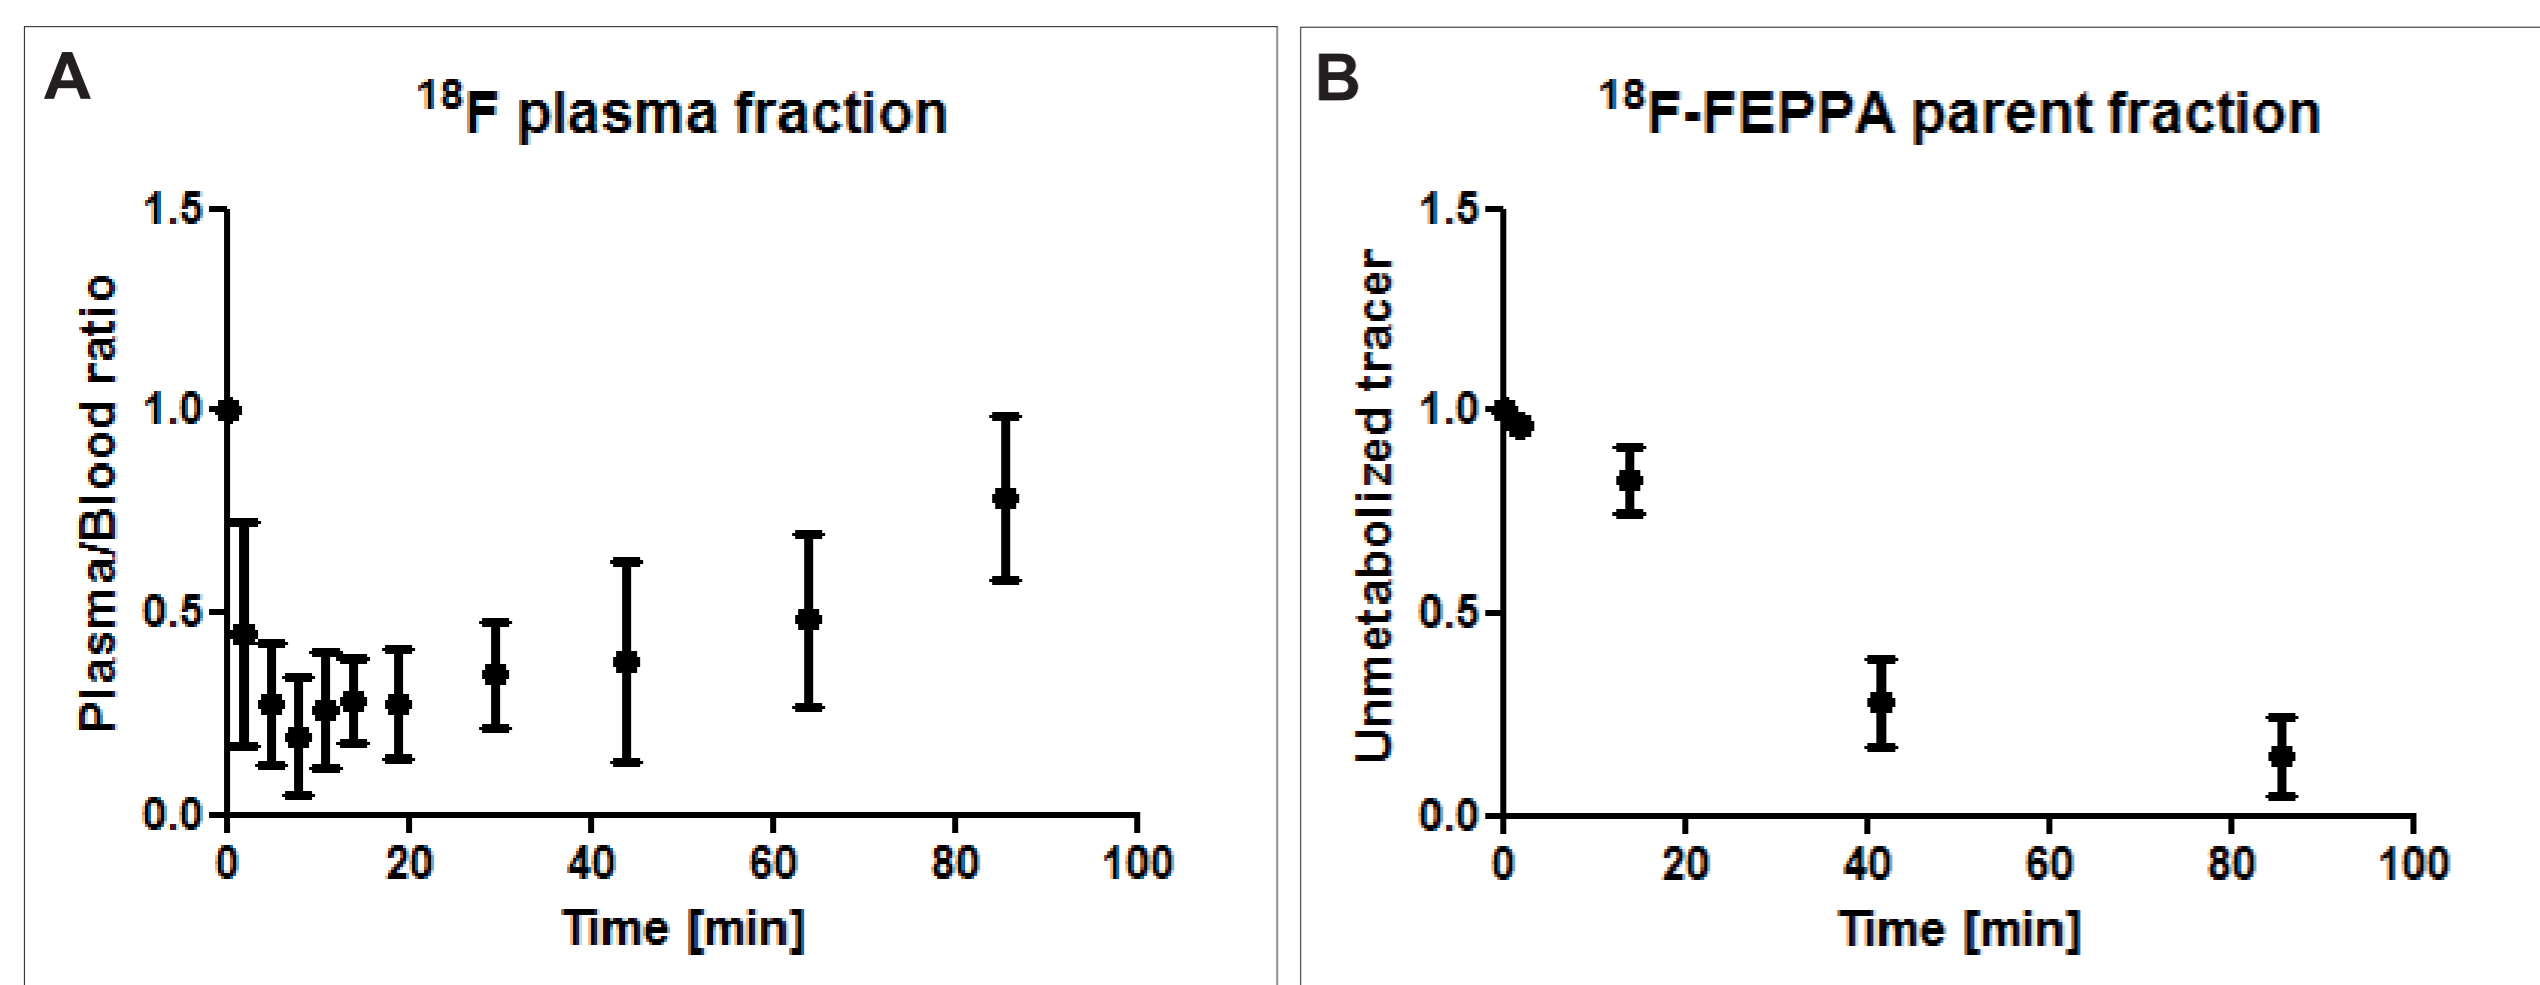 A
¹⁸F plasma fraction
Plasma/Blood ratio
1.5
1.0
0.5
0.0
0 20 40 60 80 100
Time [min]
B
¹⁸F-FEPPA parent fraction
Unmetabolized tracer
1.5
1.0
0.5
0.0
0 20 40 60 80 100
Time [min]